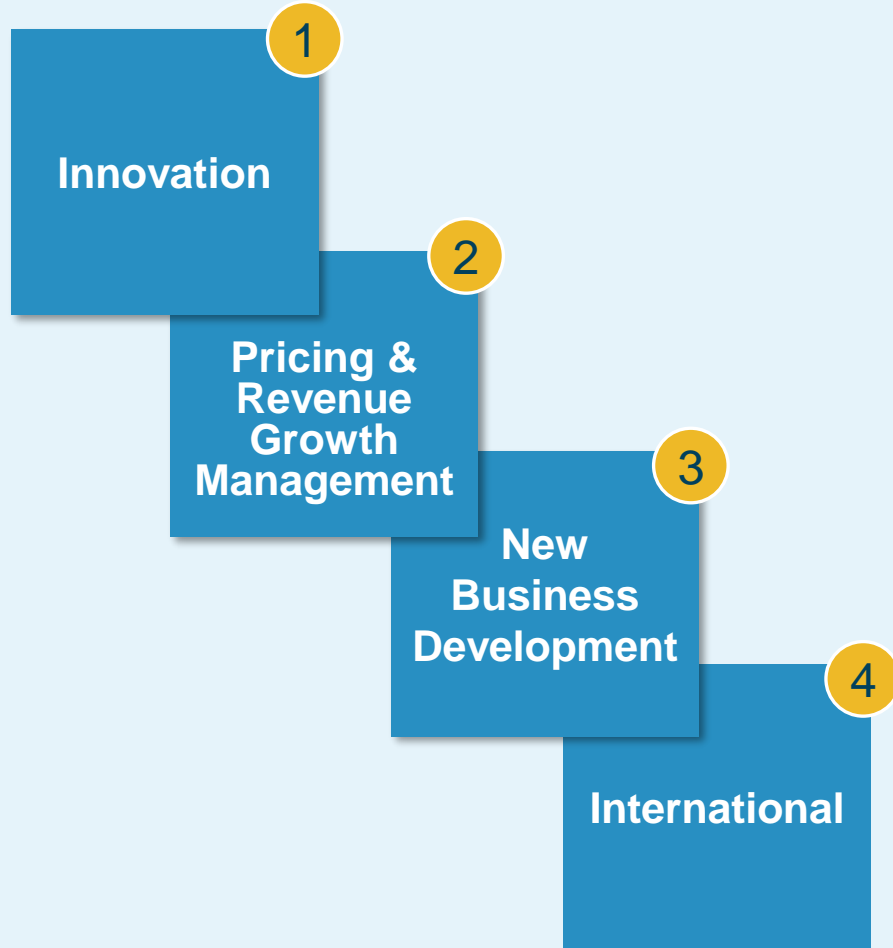 1
Innovation
2
Pricing &
Revenue
Growth
Management
3
New
Business
Development
4
International